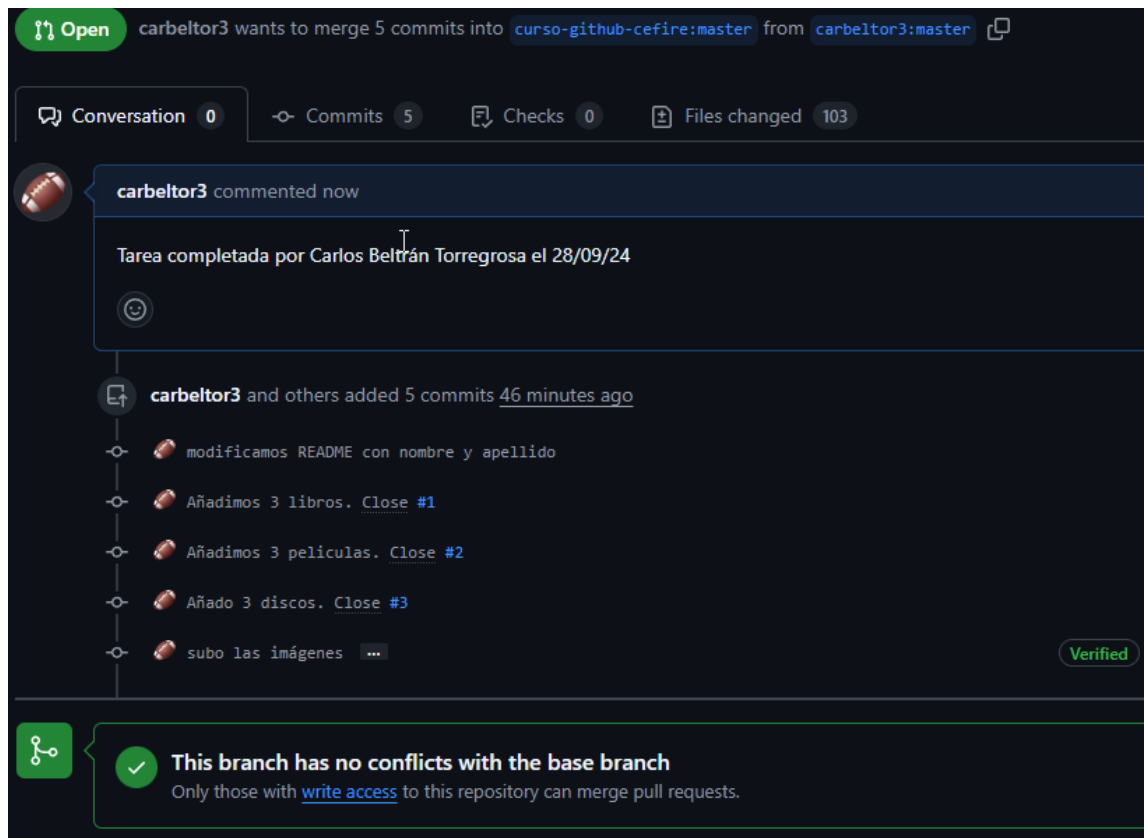 Open carbeltor3 wants to merge 5 commits into curso-github-cefire:master from carbeltor3:master
Conversation 0 Commits 5 Checks 0 Files changed 103
carbeltor3 commented now
Tarea completada por Carlos Beltrán Torregrosa el 28/09/24
carbeltor3 and others added 5 commits 46 minutes ago
modificamos README con nombre y apellido
Añadimos 3 libros. Close #1
Añadimos 3 peliculas. Close #2
Añado 3 discos. Close #3
subo las imágenes ... Verified
This branch has no conflicts with the base branch
Only those with write access to this repository can merge pull requests.